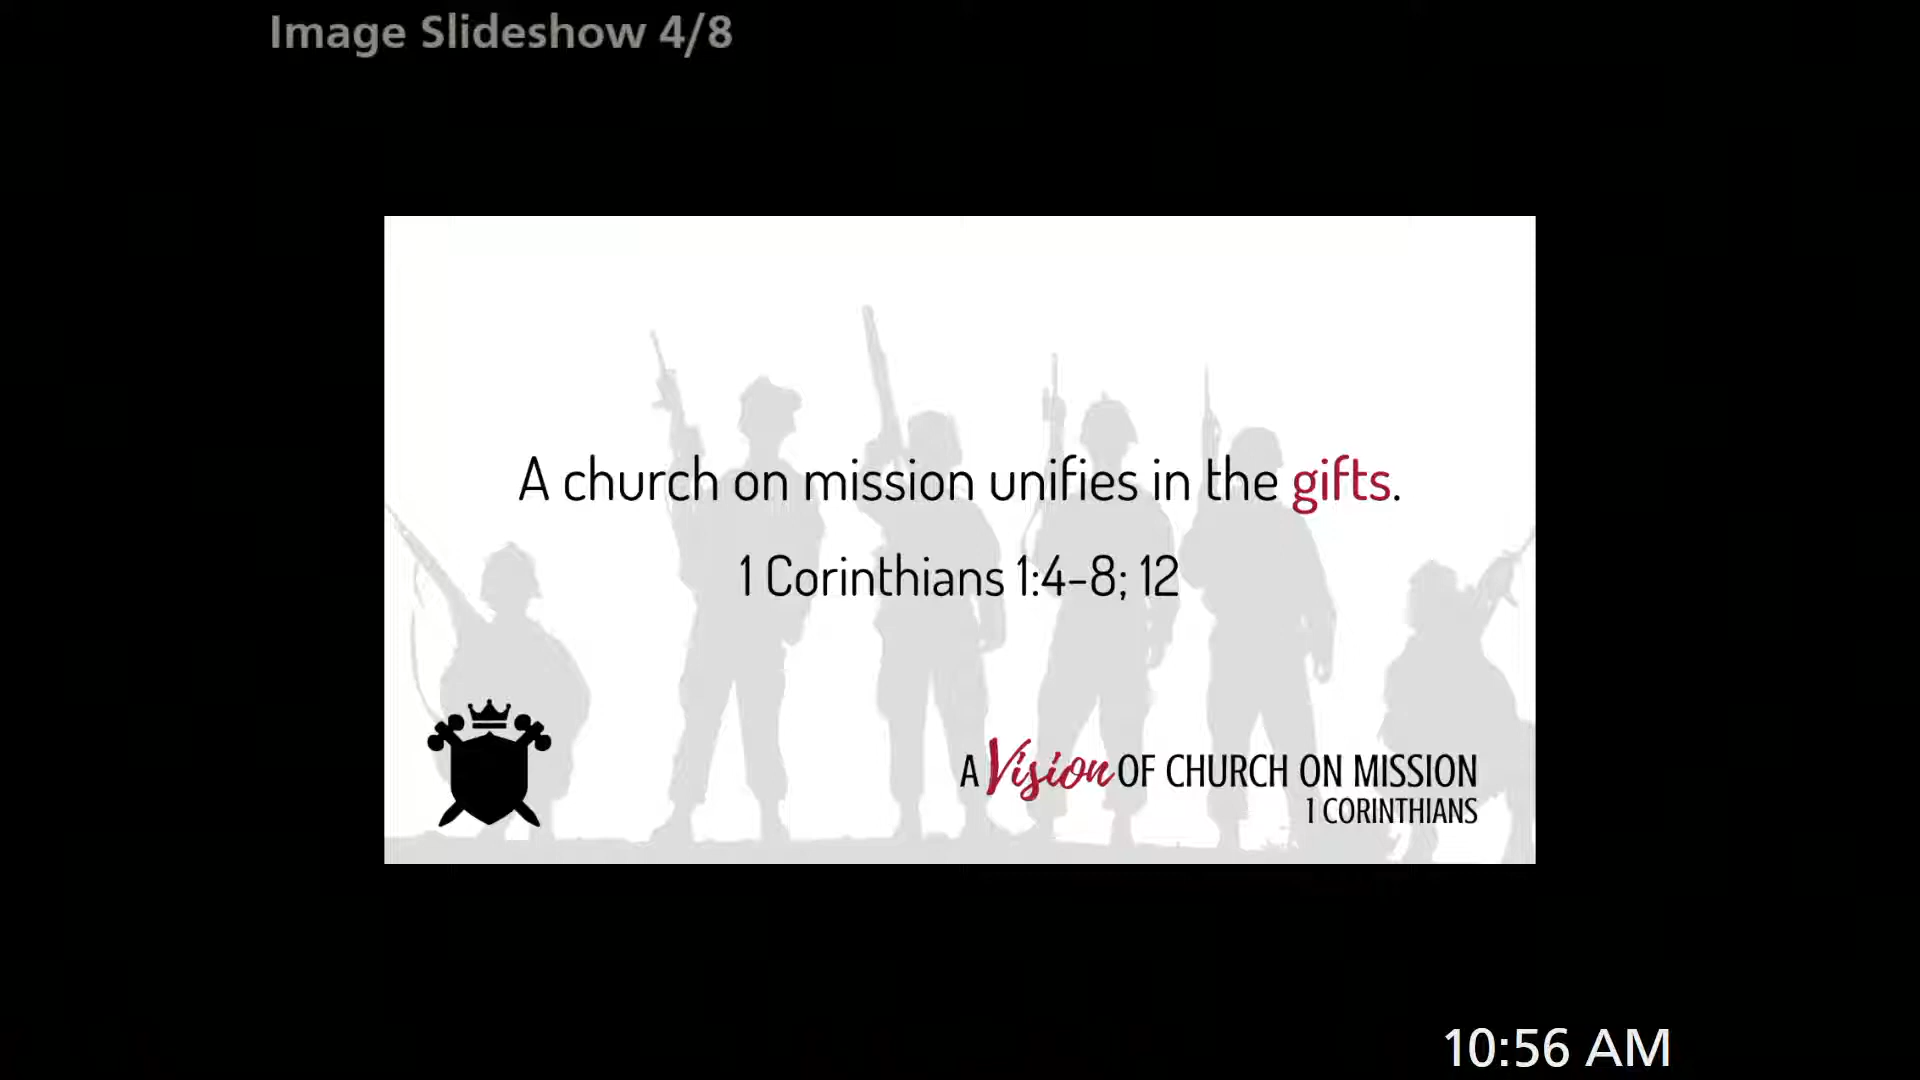 Image Slideshow 4/8
A church on mission unifies in the gifts.
1 Corinthians 1:4-8; 12
A Vision OF CHURCH ON MISSION
1 CORINTHIANS
10:56 AM